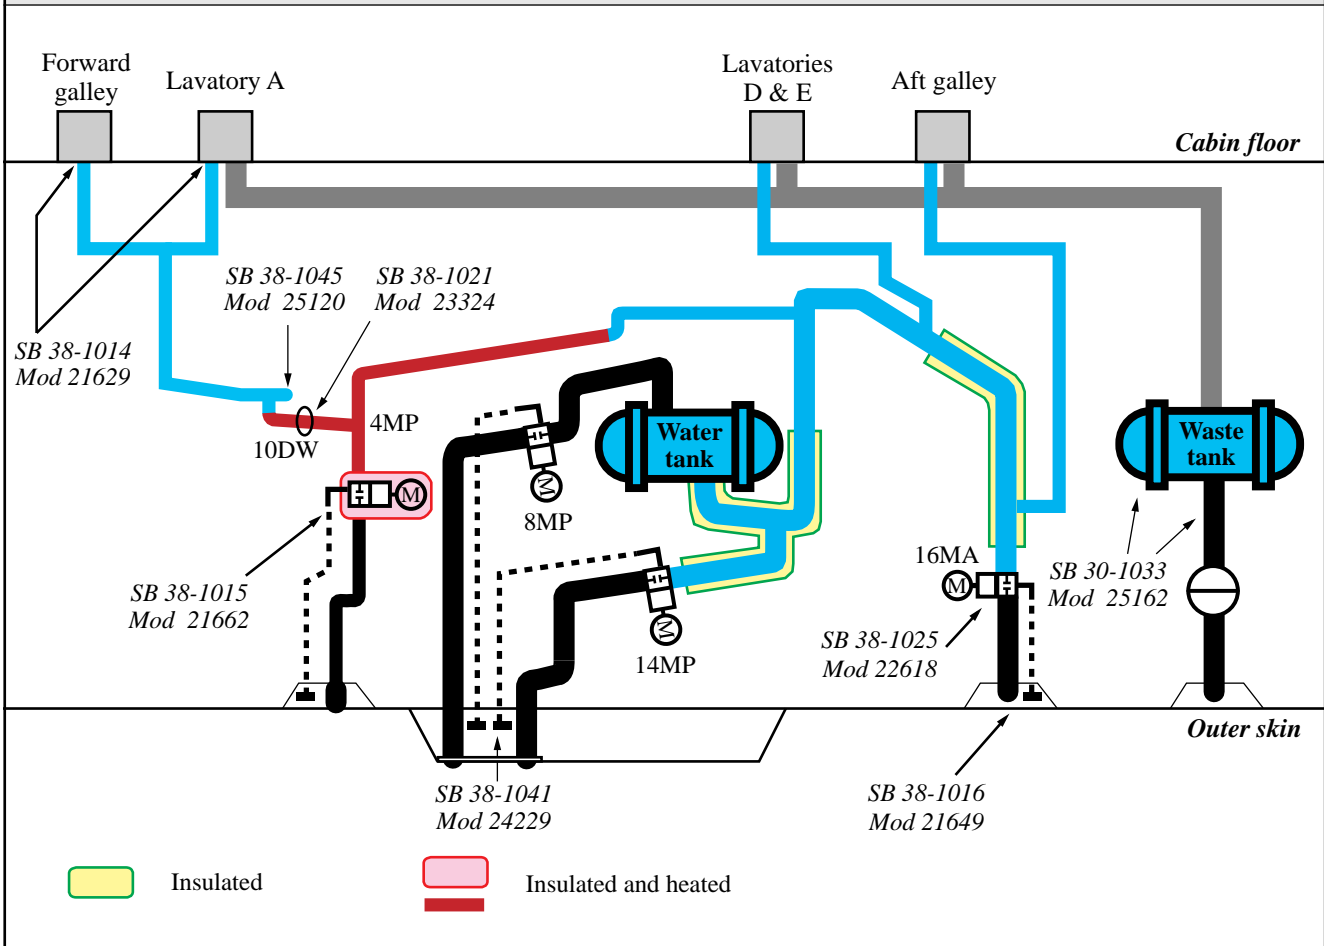 Forward
galley
Lavatory A
Lavatories
D & E
Aft galley
Cabin floor
SB 38-1045
Mod 25120
SB 38-1021
Mod 23324
SB 38-1014
Mod 21629
10DW
4MP
M
Water
tank
Waste
tank
M
8MP
SB 38-1015
Mod 21662
M
14MP
16MA
M
SB 38-1025
Mod 22618
SB 30-1033
Mod 25162
Outer skin
SB 38-1041
Mod 24229
SB 38-1016
Mod 21649
Insulated
Insulated and heated